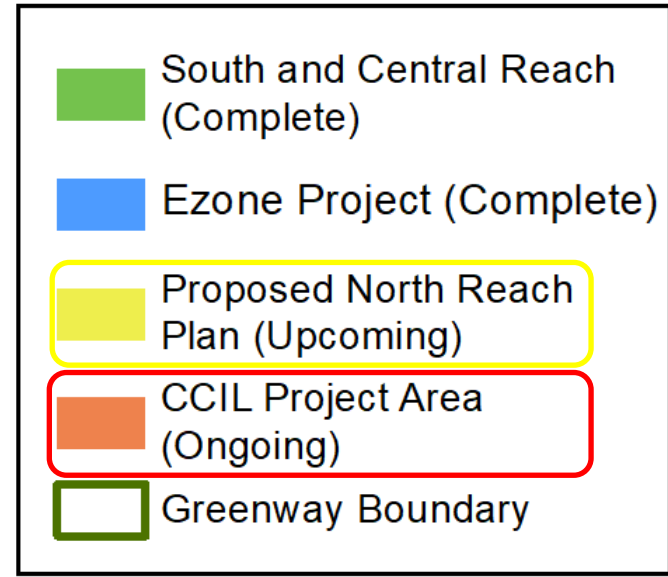 South and Central Reach
(Complete)
Ezone Project (Complete)
Proposed North Reach
Plan (Upcoming)
CCIL Project Area
(Ongoing)
Greenway Boundary